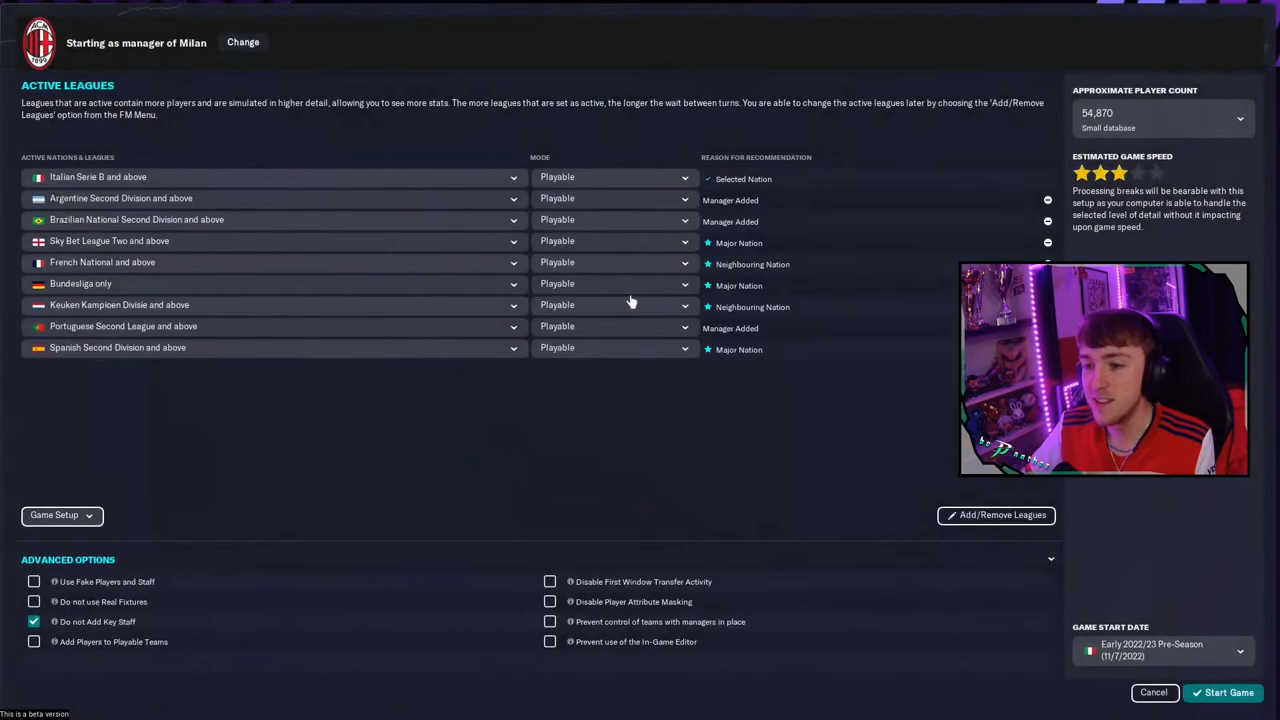 ACM
1899
Starting as manager of Milan
Change
ACTIVE LEAGUES
Leagues that are active contain more players and are simulated in higher detail, allowing you to see more stats. The more leagues that are set as active, the longer the wait between turns. You are able to change the active leagues later by choosing the 'Add/Remove
Leagues' option from the FM Menu.
ACTIVE NATIONS & LEAGUES MODE REASON FOR RECOMMENDATION
Italian Serie B and above Playable Selected Nation
Argentine Second Division and above Playable Manager Added
Brazilian National Second Division and above Playable Manager Added
Sky Bet League Two and above Playable Major Nation
French National and above Playable Neighbouring Nation
Bundesliga only Playable Major Nation
Keuken Kampioen Divisie and above Playable Neighbouring Nation
Portuguese Second League and above Playable Manager Added
Spanish Second Division and above Playable Major Nation
APPROXIMATE PLAYER COUNT
54,870
Small database
ESTIMATED GAME SPEED
Processing breaks will be bearable with this
setup as your computer is able to handle the
selected level of detail without it impacting
upon game speed.
Game Setup
Add/Remove Leagues
ADVANCED OPTIONS
Use Fake Players and Staff
Do not use Real Fixtures
Do not Add Key Staff
Add Players to Playable Teams
Disable First Window Transfer Activity
Disable Player Attribute Masking
Prevent control of teams with managers in place
Prevent use of the In-Game Editor
GAME START DATE
Early 2022/23 Pre-Season
(11/7/2022)
Cancel
Start Game
This is a beta version